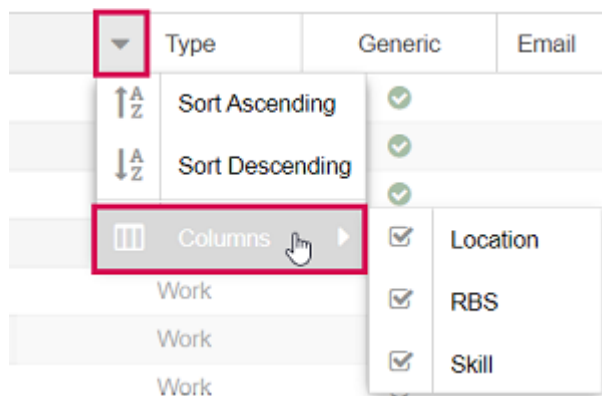 Type Generic Email
Sort Ascending
Sort Descending
Columns
Location
Work
RBS
Work
Skill
Work